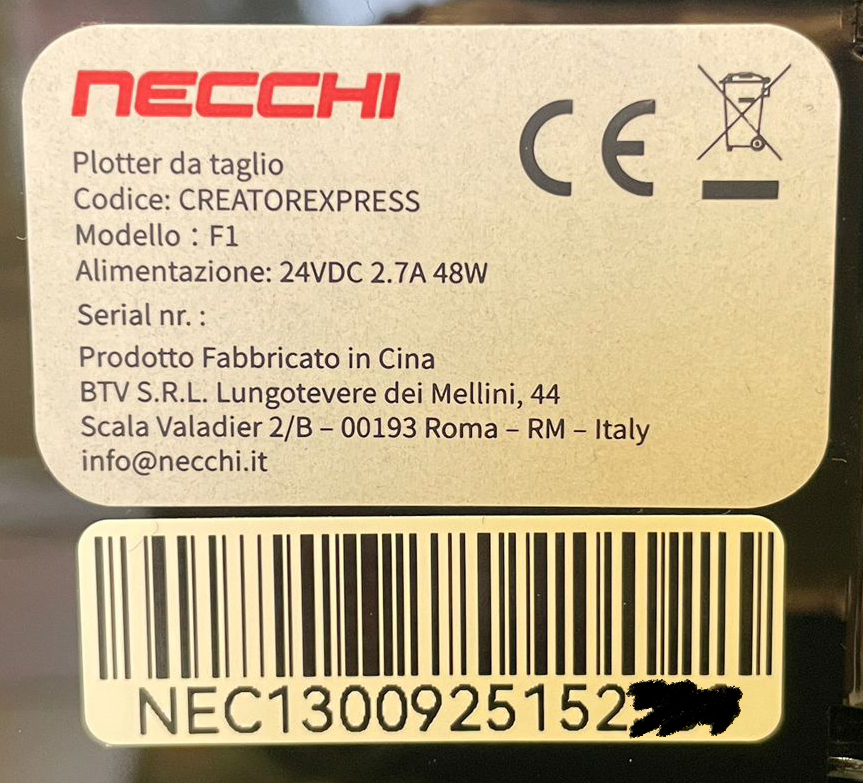 NECCHI
CE
Plotter da taglio
Codice: CREATOREXPRESS
Modello : F1
Alimentazione: 24VDC 2.7A 48W
Serial nr. :
Prodotto Fabbricato in Cina
BTV S.R.L. Lungotevere dei Mellini, 44
Scala Valadier 2/B – 00193 Roma – RM – Italy
info@necchi.it
NEC1300925152